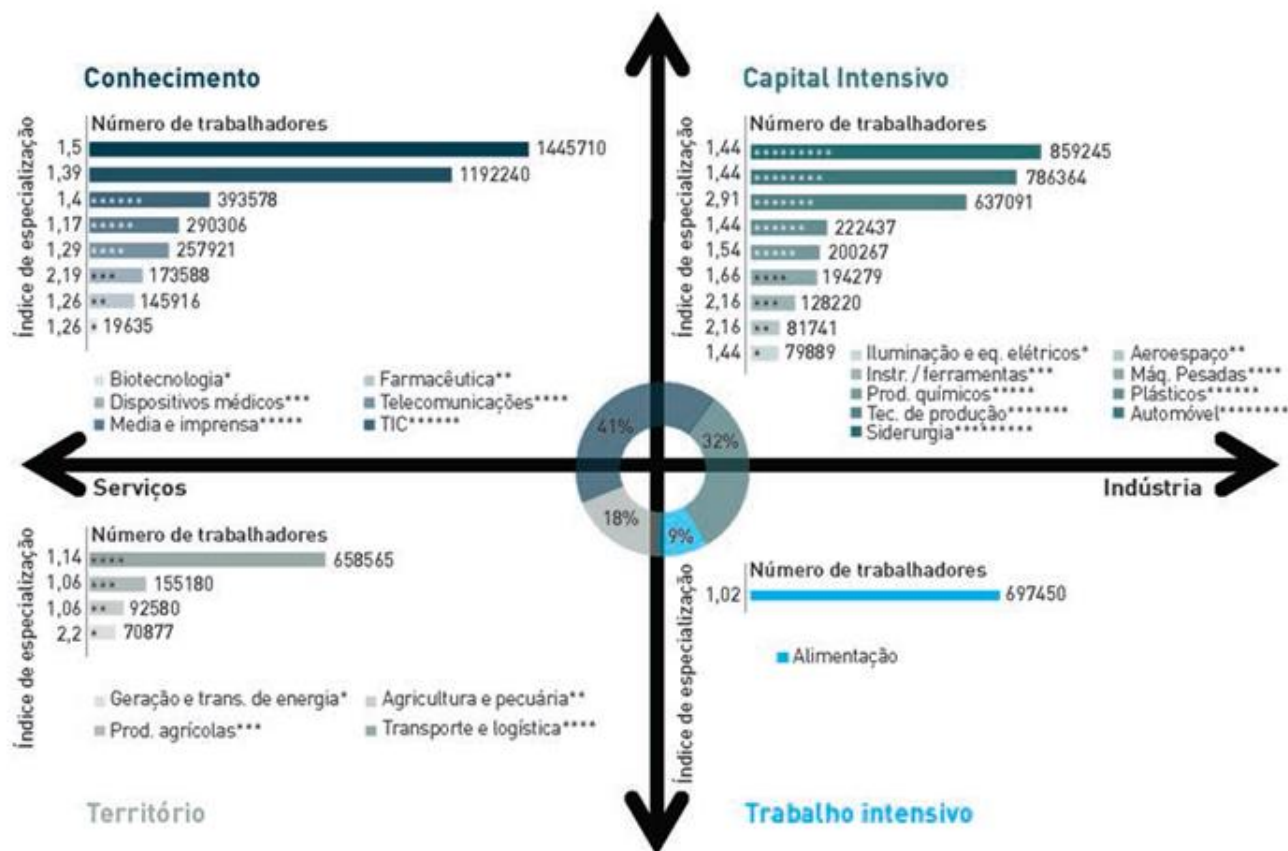 Conhecimento
Índice de especialização
Número de trabalhadores
1,5 1445710
1,39 1192240
1,4 ****** 393578
1,17 ***** 290306
1,29 **** 257921
2,19 *** 173588
1,26 ** 145916
1,26 * 19635
Biotecnologia* Farmacêutica**
Dispositivos médicos*** Telecomunicações****
Media e imprensa***** TIC******
Capital Intensivo
Índice de especialização
Número de trabalhadores
1,44 ********* 859245
1,44 ******** 786364
2,91 ******* 637091
1,44 ****** 222437
1,54 ***** 200267
1,66 **** 194279
2,16 *** 128220
2,16 ** 81741
1,44 * 79889
Iluminação e eq. elétricos* Aeroespaço**
Instr. / ferramentas*** Máq. Pesadas****
Prod. químicos***** Plásticos******
Tec. de produção******* Automóvel********
Siderurgia*********
41%
32%
18%
9%
Serviços
Indústria
Índice de especialização
Número de trabalhadores
1,14 **** 658565
1,06 *** 155180
1,06 ** 92580
2,2 * 70877
Geração e trans. de energia* Agricultura e pecuária**
Prod. agrícolas*** Transporte e logística****
Território
Índice de especialização
Número de trabalhadores
1,02 697450
Alimentação
Trabalho intensivo